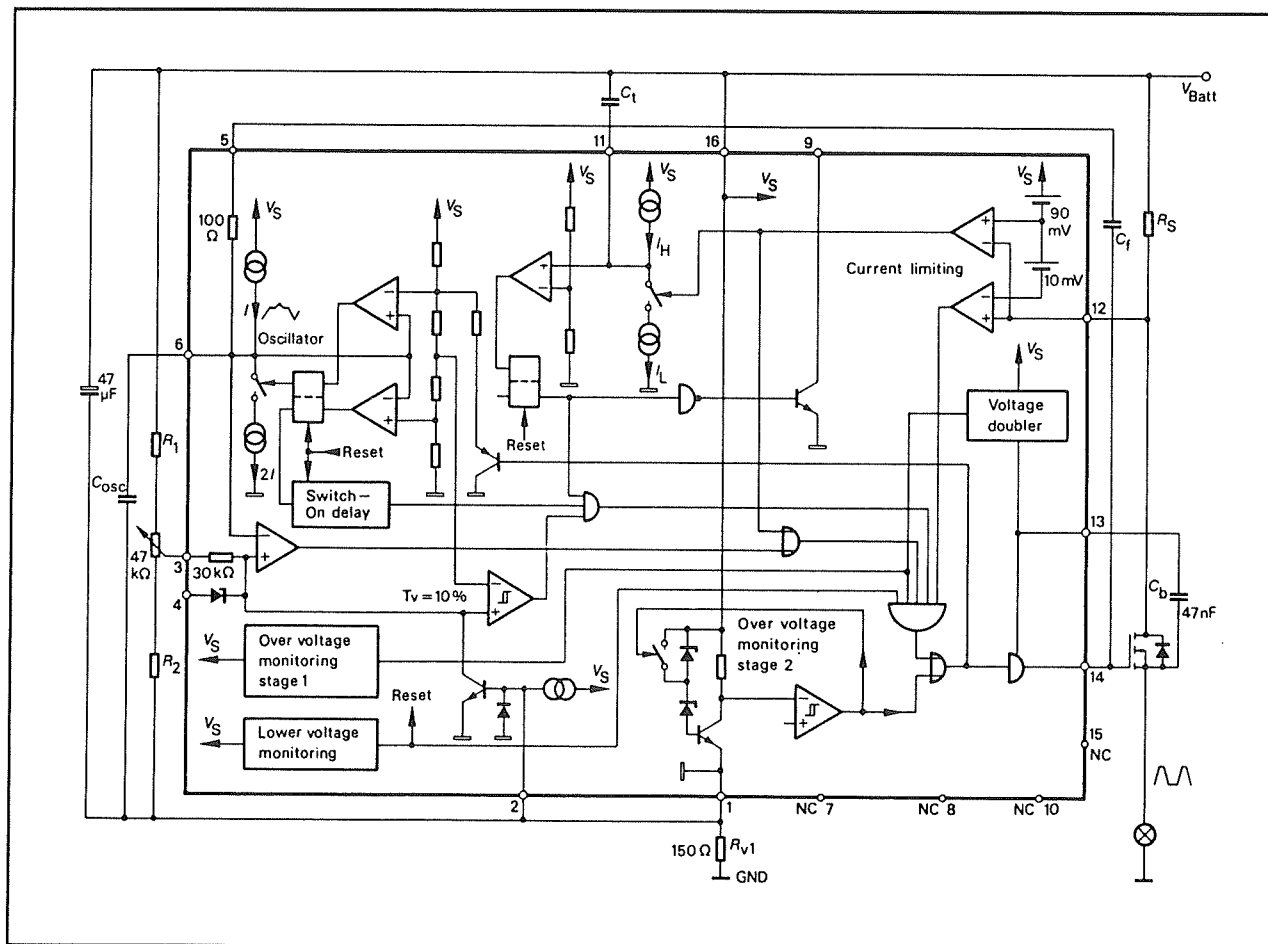 C_t
V_Batt
5
11
16
9
V_S
V_S
V_S
V_S
V_S
V_S
100
Ω
90
mV
R_S
C_f
I_H
Current limiting
10 mV
12
I
Oscillator
6
47
μF
I_L
V_S
Voltage
doubler
R_1
Reset
Reset
2I
C_osc
Switch –
On delay
13
47
kΩ
3
30 kΩ
4
T_v = 10 %
C_b
47 nF
V_S
Over voltage
monitoring
stage 1
Over voltage
monitoring
stage 2
R_2
V_S
14
Reset
V_S
Lower voltage
monitoring
15
NC
2
1
NC 7
NC 8
NC 10
150 Ω
R_v1
GND